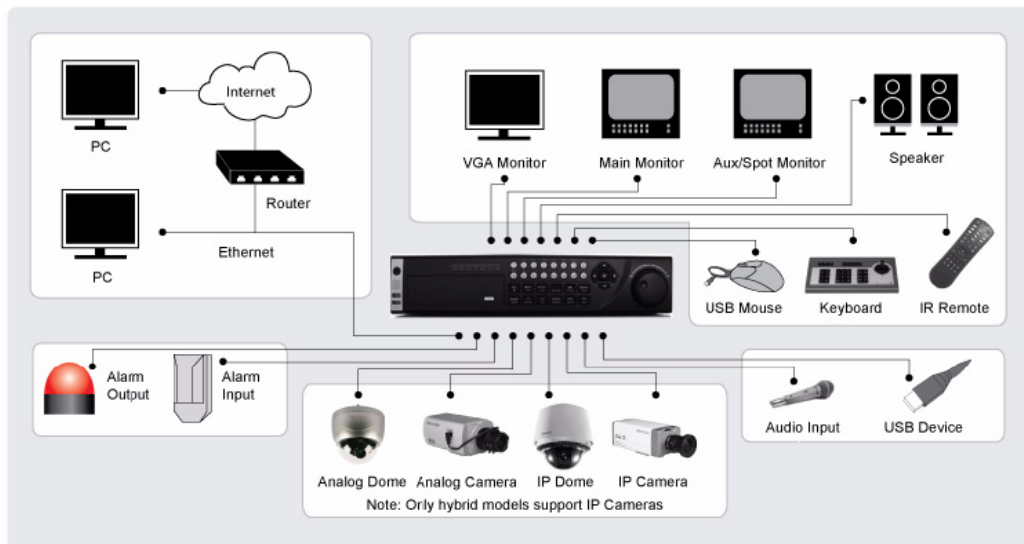 Internet
PC
Router
PC
Ethernet
VGA Monitor
Main Monitor
Aux/Spot Monitor
Speaker
USB Mouse
Keyboard
IR Remote
Alarm
Output
Alarm
Input
Analog Dome
Analog Camera
IP Dome
IP Camera
Note: Only hybrid models support IP Cameras
Audio Input
USB Device